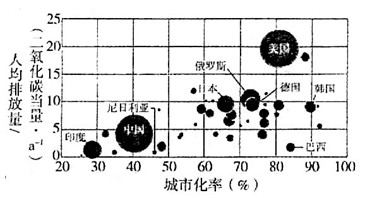 人均排放量/
(二氧化碳当量·a⁻¹)
25
20
15
10
5
0
美国
俄罗斯
日本
德国
韩国
尼日利亚
中国
印度
巴西
20 30 40 50 60 70 80 90 100
城市化率(%)